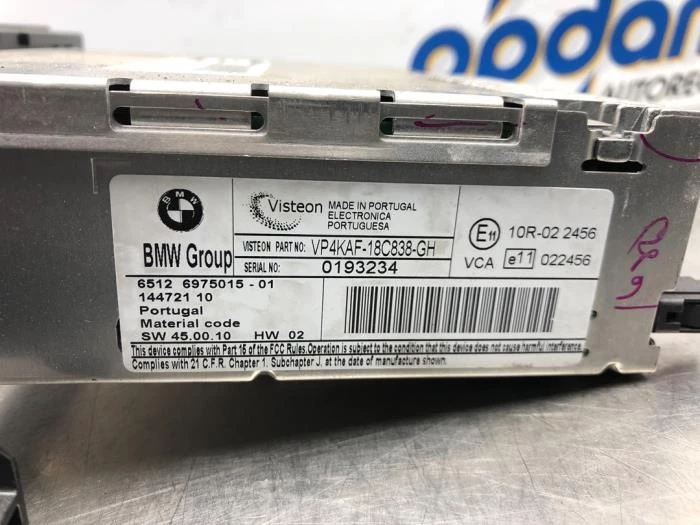 opdam
AUTOREC
BMW
BMW Group
Visteon
MADE IN PORTUGAL
ELECTRONICA
PORTUGUESA
VISTEON PART NO: VP4KAF-18C838-GH
SERIAL NO: 0193234
E11 10R-02 2456
VCA e11 022456
6512 6975015 - 01
144721 10
Portugal
Material code
SW 45.00.10 HW 02
This device complies with Part 15 of the FCC Rules.Operation is subject to the condition that this device does not cause harmful interference.
Complies with 21 C.F.R. Chapter 1. Subchapter J. at the date of manufacture shown.